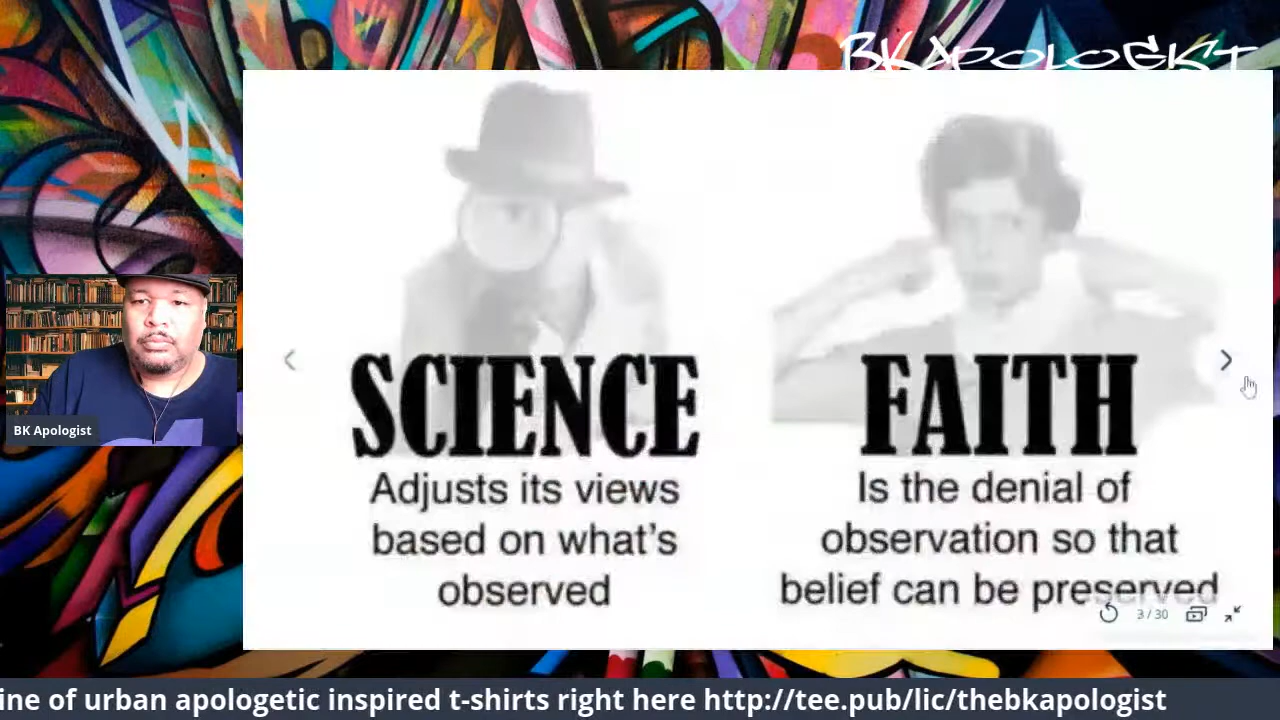 BKAPOLOGIST
SCIENCE
Adjusts its views
based on what's
observed
FAITH
Is the denial of
observation so that
belief can be preserved
3 / 30
BK Apologist
ine of urban apologetic inspired t-shirts right here http://tee.pub/lic/thebkapologist